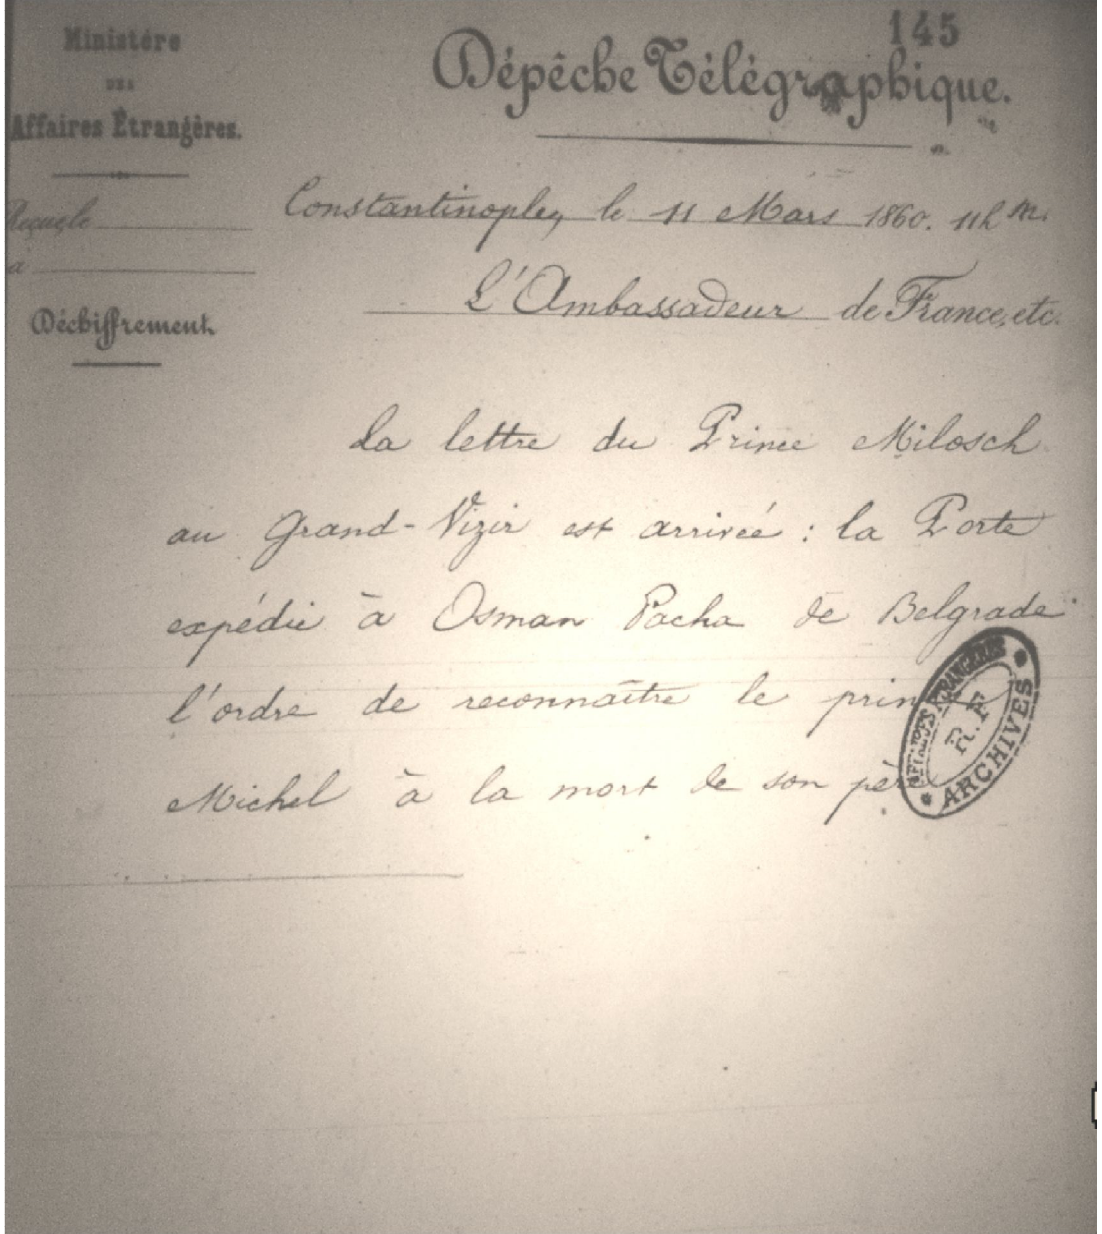 145
Ministère
DES
Affaires Étrangères.
Dépêche Télégraphique.
Reçue le
à
Déchiffrement.
Constantinople, le 11 Mars 1860. 11h m.
L'Ambassadeur de France, etc.
La lettre du Prince Milosch
au Grand-Vizir est arrivée : la Porte
expédie à Osman Pacha de Belgrade
l'ordre de reconnaître le prince
Michel à la mort de son père
AFFAIRES ETRANGERES
R.F
ARCHIVES